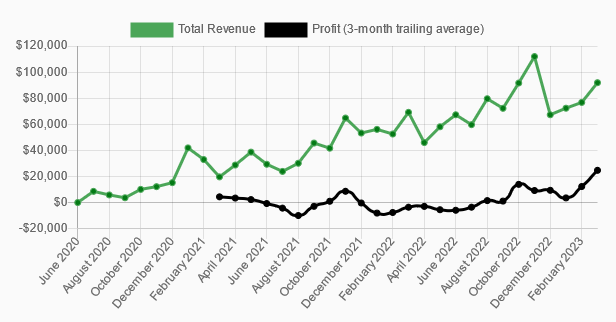 Total Revenue Profit (3-month trailing average)
$120,000
$100,000
$80,000
$60,000
$40,000
$20,000
$0
-$20,000
June 2020
August 2020
October 2020
December 2020
February 2021
April 2021
June 2021
August 2021
October 2021
December 2021
February 2022
April 2022
June 2022
August 2022
October 2022
December 2022
February 2023